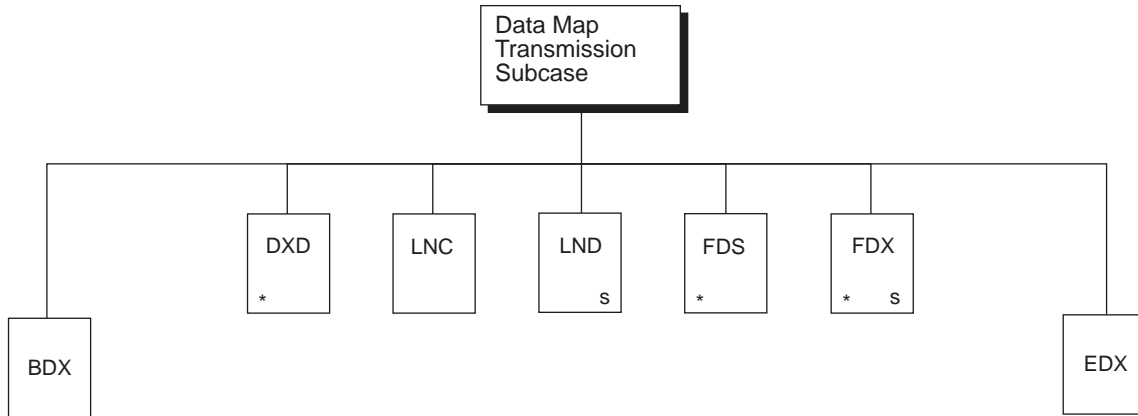 Data Map
Transmission
Subcase
DXD
*
LNC
LND
S
FDS
*
FDX
* S
BDX
EDX